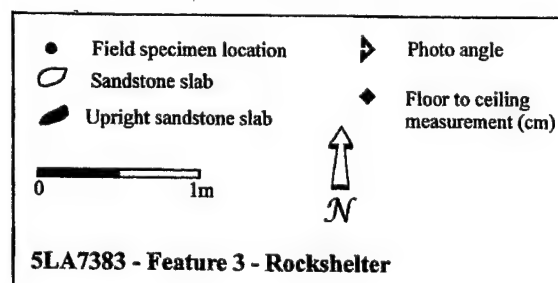 Field specimen location
Sandstone slab
Upright sandstone slab
Photo angle
Floor to ceiling
measurement (cm)
0 1m
N
5LA7383 - Feature 3 - Rockshelter